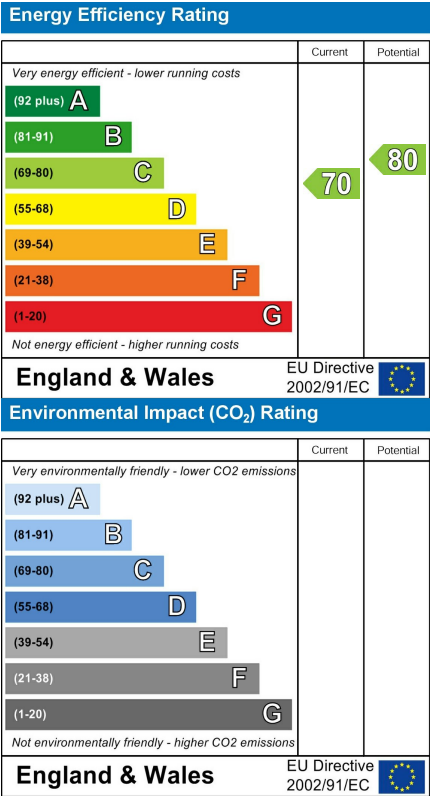 Energy Efficiency Rating
Current Potential
Very energy efficient - lower running costs
(92 plus) A
(81-91) B
(69-80) C
(55-68) D
(39-54) E
(21-38) F
(1-20) G
70
80
Not energy efficient - higher running costs
England & Wales
EU Directive
2002/91/EC
Environmental Impact (CO₂) Rating
Current Potential
Very environmentally friendly - lower CO2 emissions
(92 plus) A
(81-91) B
(69-80) C
(55-68) D
(39-54) E
(21-38) F
(1-20) G
Not environmentally friendly - higher CO2 emissions
England & Wales
EU Directive
2002/91/EC